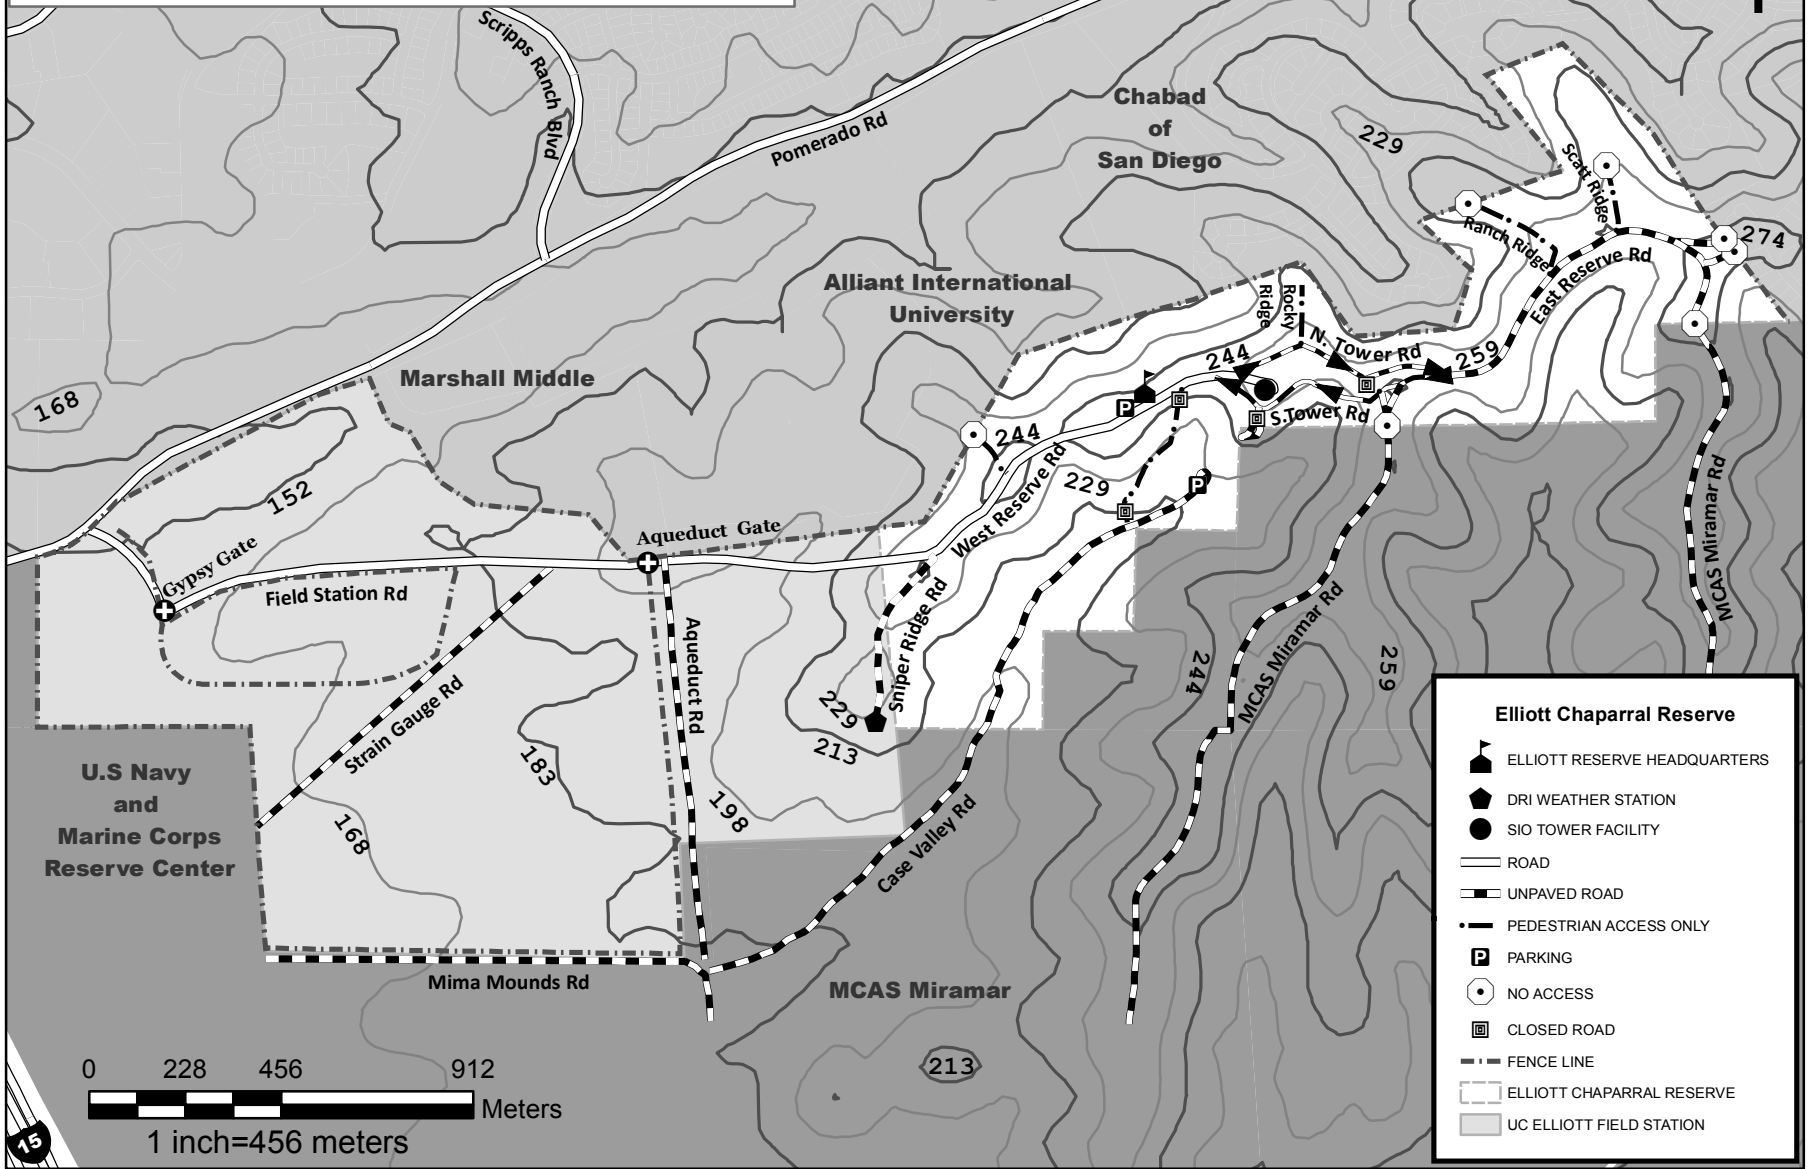 Scripps Ranch Blvd
Pomerado Rd
Chabad
of
San Diego
229
Scatt Ridge
Ranch Ridge
274
East Reserve Rd
Alliant International
University
Rocky
Ridge
N. Tower Rd
244
259
Marshall Middle
168
P
S.Tower Rd
244
152
229
P
West Reserve Rd
Aqueduct Gate
Gypsy Gate
Field Station Rd
Sniper Ridge Rd
Aqueduct Rd
Strain Gauge Rd
229
213
183
198
168
244
259
MCAS Miramar Rd
MCAS Miramar Rd
U.S Navy
and
Marine Corps
Reserve Center
Case Valley Rd
Mima Mounds Rd
MCAS Miramar
213
0 228 456 912
Meters
1 inch=456 meters
15
Elliott Chaparral Reserve
ELLIOTT RESERVE HEADQUARTERS
DRI WEATHER STATION
SIO TOWER FACILITY
ROAD
UNPAVED ROAD
PEDESTRIAN ACCESS ONLY
P PARKING
NO ACCESS
CLOSED ROAD
FENCE LINE
ELLIOTT CHAPARRAL RESERVE
UC ELLIOTT FIELD STATION